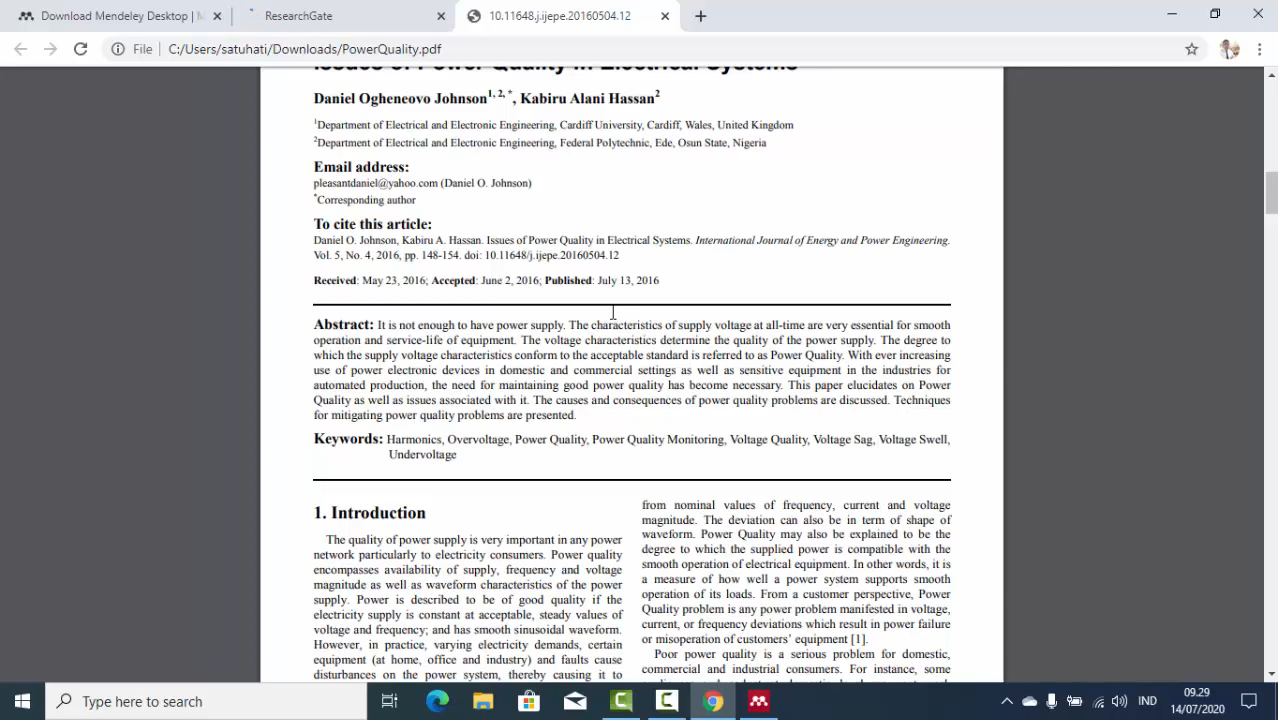 Download Mendeley Desktop |
ResearchGate
10.11648.j.ijepe.20160504.12
File
C:/Users/satuhati/Downloads/PowerQuality.pdf
Issues of Power Quality in Electrical Systems
Daniel Ogheneovo Johnson1, 2, *, Kabiru Alani Hassan2
1Department of Electrical and Electronic Engineering, Cardiff University, Cardiff, Wales, United Kingdom
2Department of Electrical and Electronic Engineering, Federal Polytechnic, Ede, Osun State, Nigeria
Email address:
pleasantdaniel@yahoo.com (Daniel O. Johnson)
*Corresponding author
To cite this article:
Daniel O. Johnson, Kabiru A. Hassan. Issues of Power Quality in Electrical Systems. International Journal of Energy and Power Engineering.
Vol. 5, No. 4, 2016, pp. 148-154. doi: 10.11648/j.ijepe.20160504.12
Received: May 23, 2016; Accepted: June 2, 2016; Published: July 13, 2016
Abstract: It is not enough to have power supply. The characteristics of supply voltage at all-time are very essential for smooth
operation and service-life of equipment. The voltage characteristics determine the quality of the power supply. The degree to
which the supply voltage characteristics conform to the acceptable standard is referred to as Power Quality. With ever increasing
use of power electronic devices in domestic and commercial settings as well as sensitive equipment in the industries for
automated production, the need for maintaining good power quality has become necessary. This paper elucidates on Power
Quality as well as issues associated with it. The causes and consequences of power quality problems are discussed. Techniques
for mitigating power quality problems are presented.
Keywords: Harmonics, Overvoltage, Power Quality, Power Quality Monitoring, Voltage Quality, Voltage Sag, Voltage Swell,
Undervoltage
1. Introduction
The quality of power supply is very important in any power
network particularly to electricity consumers. Power quality
encompasses availability of supply, frequency and voltage
magnitude as well as waveform characteristics of the power
supply. Power is described to be of good quality if the
electricity supply is constant at acceptable, steady values of
voltage and frequency; and has smooth sinusoidal waveform.
However, in practice, varying electricity demands, certain
equipment (at home, office and industry) and faults cause
disturbances on the power system, thereby causing it to
from nominal values of frequency, current and voltage
magnitude. The deviation can also be in term of shape of
waveform. Power Quality may also be explained to be the
degree to which the supplied power is compatible with the
smooth operation of electrical equipment. In other words, it is
a measure of how well a power system supports smooth
operation of its loads. From a customer perspective, Power
Quality problem is any power problem manifested in voltage,
current, or frequency deviations which result in power failure
or misoperation of customers' equipment [1].
Poor power quality is a serious problem for domestic,
commercial and industrial consumers. For instance, some
Type here to search
IND
09.29
14/07/2020